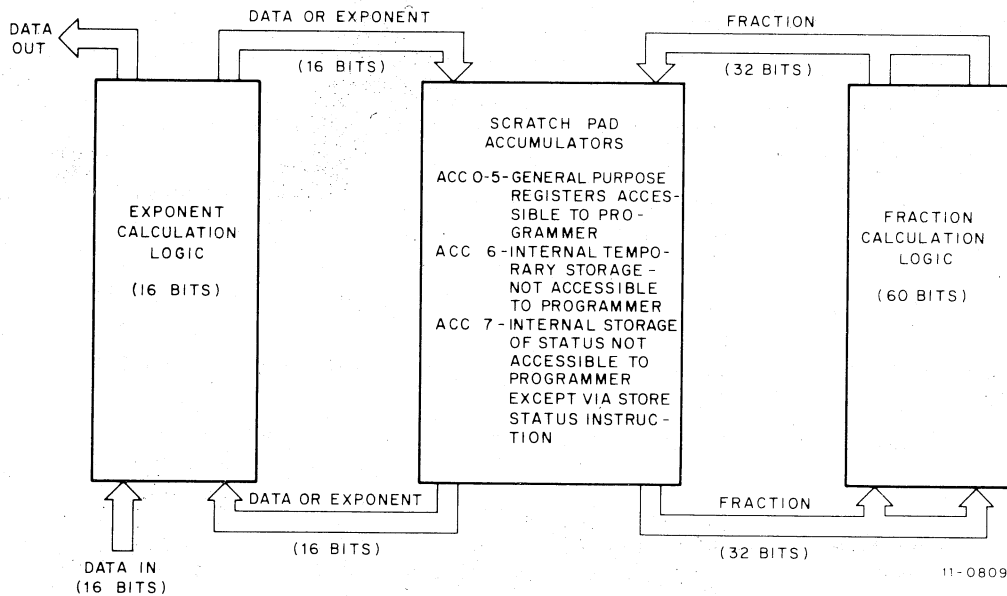 DATA
OUT
DATA OR EXPONENT
(16 BITS)
FRACTION
(32 BITS)
EXPONENT
CALCULATION
LOGIC
(16 BITS)
SCRATCH PAD
ACCUMULATORS
ACC 0-5-GENERAL PURPOSE
REGISTERS ACCES-
SIBLE TO PRO-
GRAMMER
ACC 6-INTERNAL TEMPO-
RARY STORAGE-
NOT ACCESSIBLE
TO PROGRAMMER
ACC 7-INTERNAL STORAGE
OF STATUS NOT
ACCESSIBLE TO
PROGRAMMER
EXCEPT VIA STORE
STATUS INSTRUC-
TION
FRACTION
CALCULATION
LOGIC
(60 BITS)
DATA OR EXPONENT
(16 BITS)
FRACTION
(32 BITS)
DATA IN
(16 BITS)
11-0809